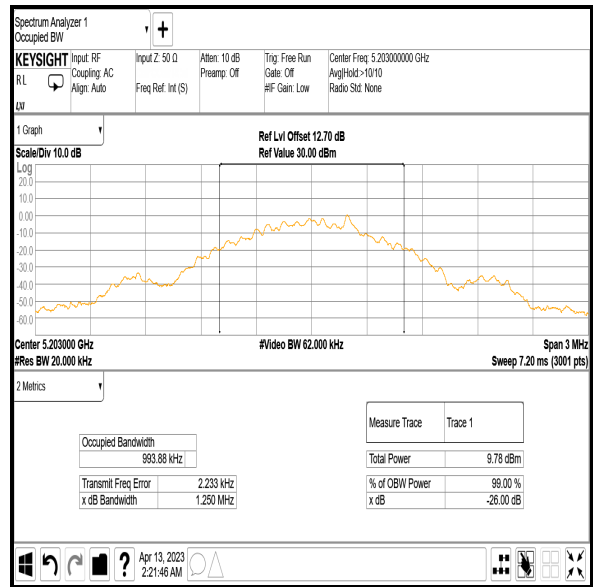 Spectrum Analyzer 1
Occupied BW
+
KEYSIGHT
R L
LXI
Input: RF
Coupling: AC
Align: Auto
Input Z: 50 Ω
Freq Ref: Int (S)
Atten: 10 dB
Preamp: Off
Trig: Free Run
Gate: Off
#IF Gain: Low
Center Freq: 5.203000000 GHz
Avg|Hold:>10/10
Radio Std: None
1 Graph
Scale/Div 10.0 dB
Ref Lvl Offset 12.70 dB
Ref Value 30.00 dBm
Log
20.0
10.0
0.00
-10.0
-20.0
-30.0
-40.0
-50.0
-60.0
Center 5.203000 GHz
#Res BW 20.000 kHz
#Video BW 62.000 kHz
Span 3 MHz
Sweep 7.20 ms (3001 pts)
2 Metrics
Occupied Bandwidth
993.88 kHz
Transmit Freq Error 2.233 kHz
x dB Bandwidth 1.250 MHz
Measure Trace Trace 1
Total Power 9.78 dBm
% of OBW Power 99.00 %
x dB -26.00 dB
?
Apr 13, 2023
2:21:46 AM